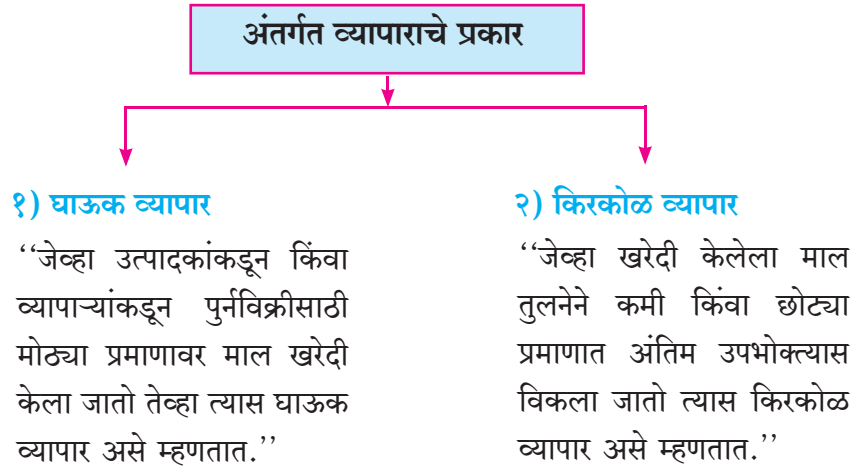 अंतर्गत व्यापाराचे प्रकार
१) घाऊक व्यापार
‘‘जेव्हा उत्पादकांकडून किंवा
व्यापाऱ्यांकडून पुर्नविक्रीसाठी
मोठ्या प्रमाणावर माल खरेदी
केला जातो तेव्हा त्यास घाऊक
व्यापार असे म्हणतात.’’
२) किरकोळ व्यापार
‘‘जेव्हा खरेदी केलेला माल
तुलनेने कमी किंवा छोट्या
प्रमाणात अंतिम उपभोक्त्यास
विकला जातो त्यास किरकोळ
व्यापार असे म्हणतात.’’